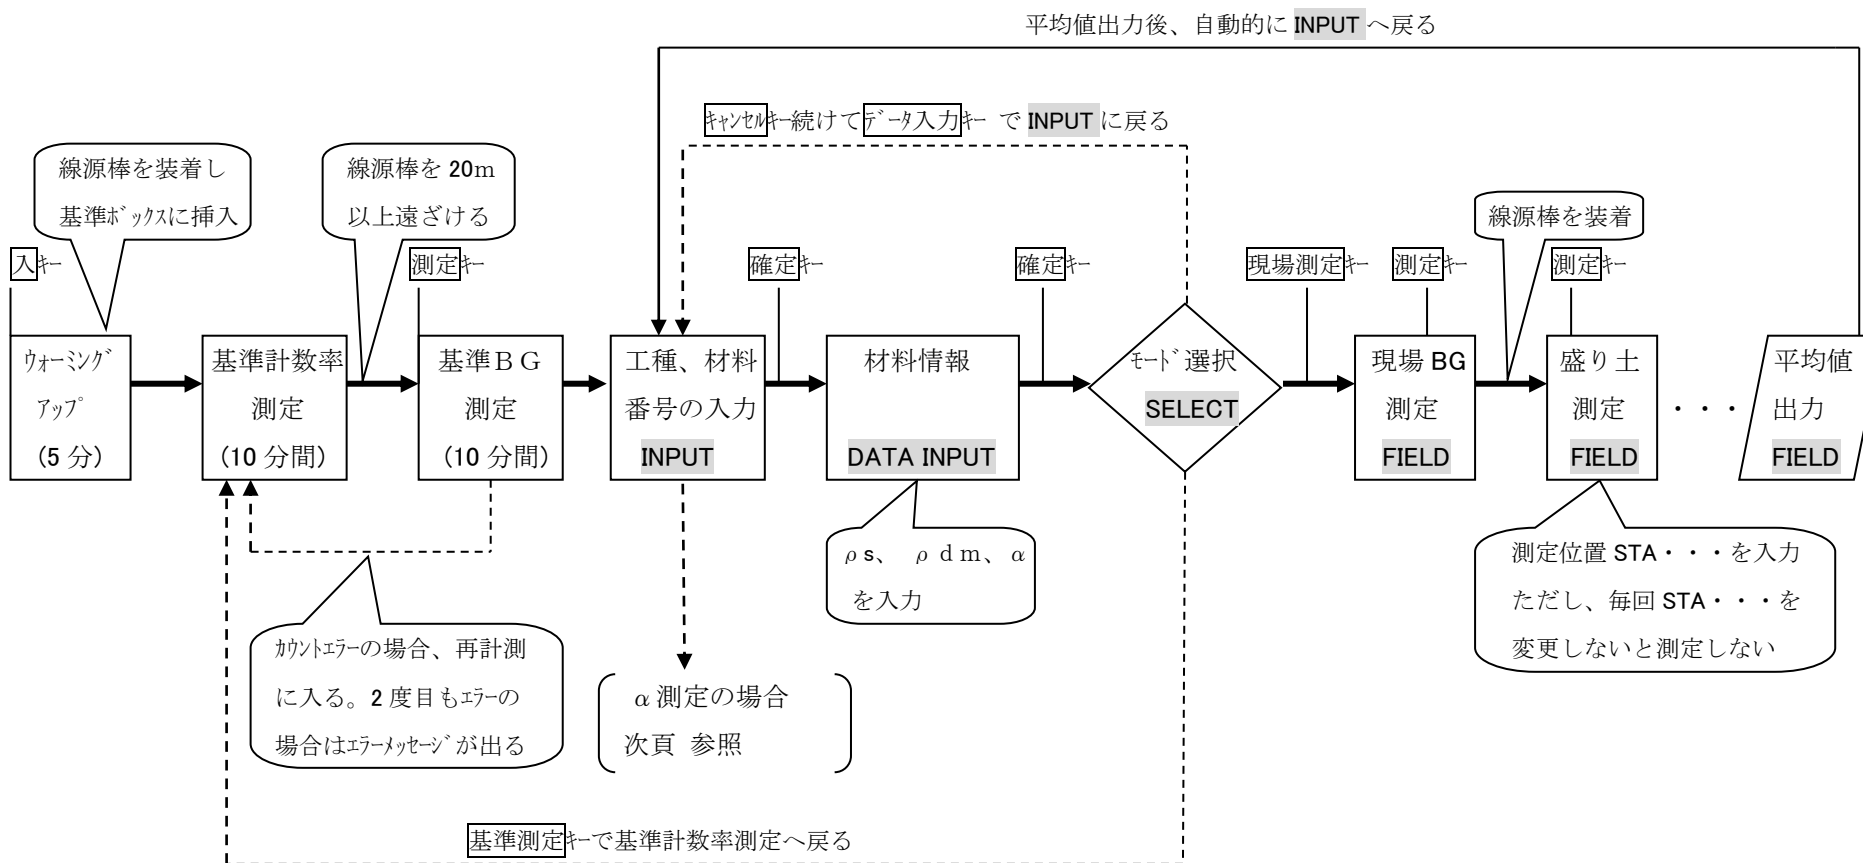 平均値出力後、自動的に INPUT へ戻る
ｷｬﾝｾﾙｷｰ続けてﾃﾞｰﾀ入力ｷｰ で INPUT に戻る
線源棒を装着し
基準ﾎﾞｯｸｽに挿入
線源棒を 20m
以上遠ざける
線源棒を装着
入ｷｰ
測定ｷｰ
確定ｷｰ
確定ｷｰ
現場測定ｷｰ
測定ｷｰ
測定ｷｰ
ｳｫｰﾐﾝｸﾞ
ｱｯﾌﾟ
(5 分)
基準計数率
測定
(10 分間)
基準ＢＧ
測定
(10 分間)
工種、材料
番号の入力
INPUT
材料情報
DATA INPUT
ﾓｰﾄﾞ選択
SELECT
現場 BG
測定
FIELD
盛り土
測定
FIELD
・・・
平均値
出力
FIELD
ρs、 ρｄｍ、α
を入力
測定位置 STA・・・を入力
ただし、毎回 STA・・・を
変更しないと測定しない
ｶｳﾝﾄｴﾗｰの場合、再計測
に入る。2 度目もｴﾗｰの
場合はｴﾗｰﾒｯｾｰｼﾞが出る
α測定の場合
次頁 参照
基準測定ｷｰで基準計数率測定へ戻る